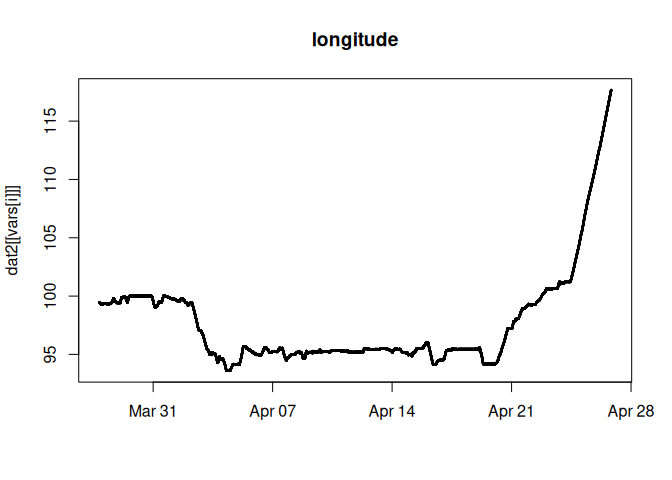 longitude
dat2[[vars[i]]]
115
110
105
100
95
Mar 31
Apr 07
Apr 14
Apr 21
Apr 28